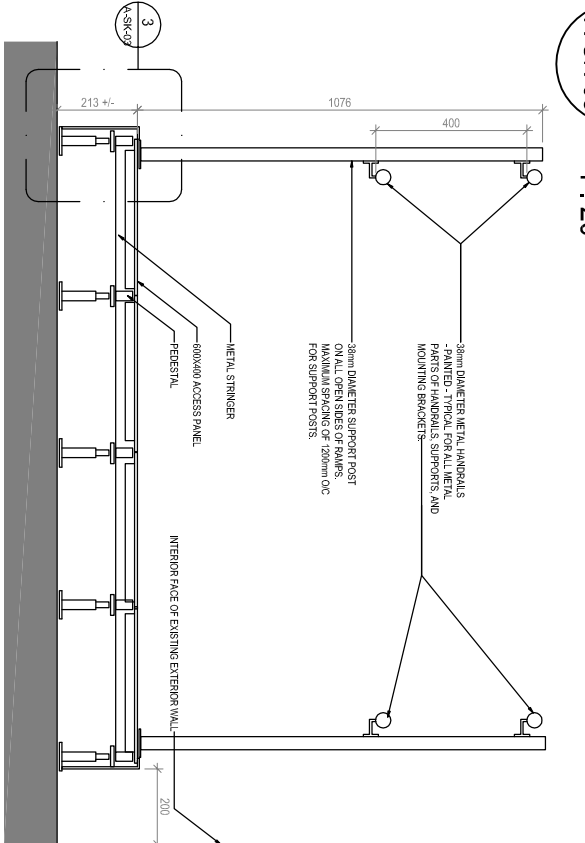 3
A-SK-03
213 +/-
1076
400
38mm DIAMETER METAL HANDRAILS
- PAINTED - TYPICAL FOR ALL METAL
PARTS OF HANDRAILS, SUPPORTS, AND
MOUNTING BRACKETS.
38mm DIAMETER SUPPORT POST
ON ALL OPEN SIDES OF RAMPS.
MAXIMUM SPACING OF 1200mm O/C
FOR SUPPORT POSTS.
METAL STRINGER
600X400 ACCESS PANEL
PEDESTAL
INTERIOR FACE OF EXISTING EXTERIOR WALL
200